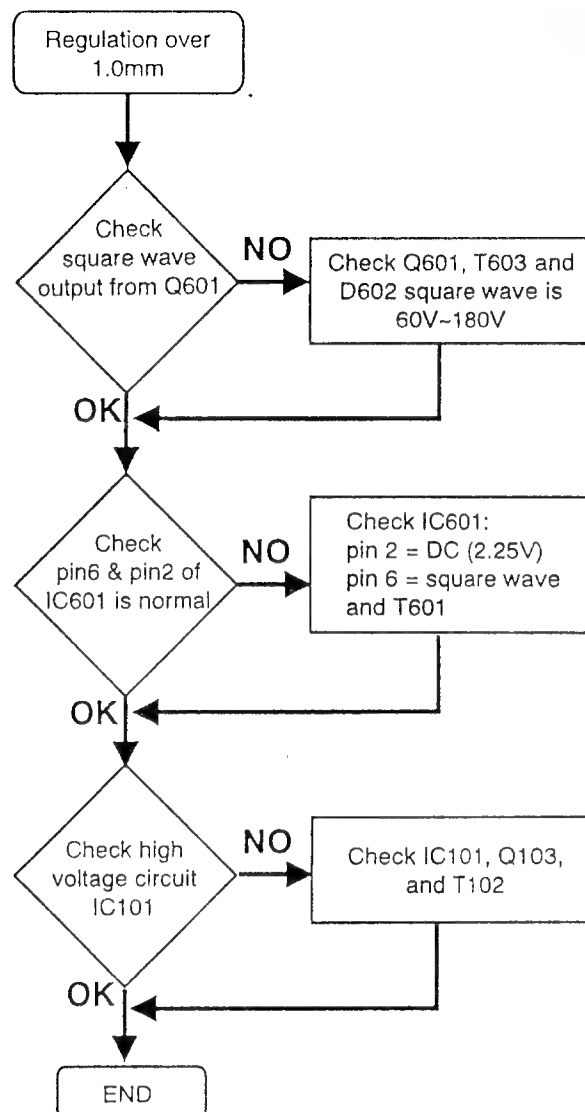 Regulation over
1.0mm
Check
square wave
output from Q601
NO
Check Q601, T603 and
D602 square wave is
60V~180V
OK
Check
pin6 & pin2 of
IC601 is normal
NO
Check IC601:
pin 2 = DC (2.25V)
pin 6 = square wave
and T601
OK
Check high
voltage circuit
IC101
NO
Check IC101, Q103,
and T102
OK
END